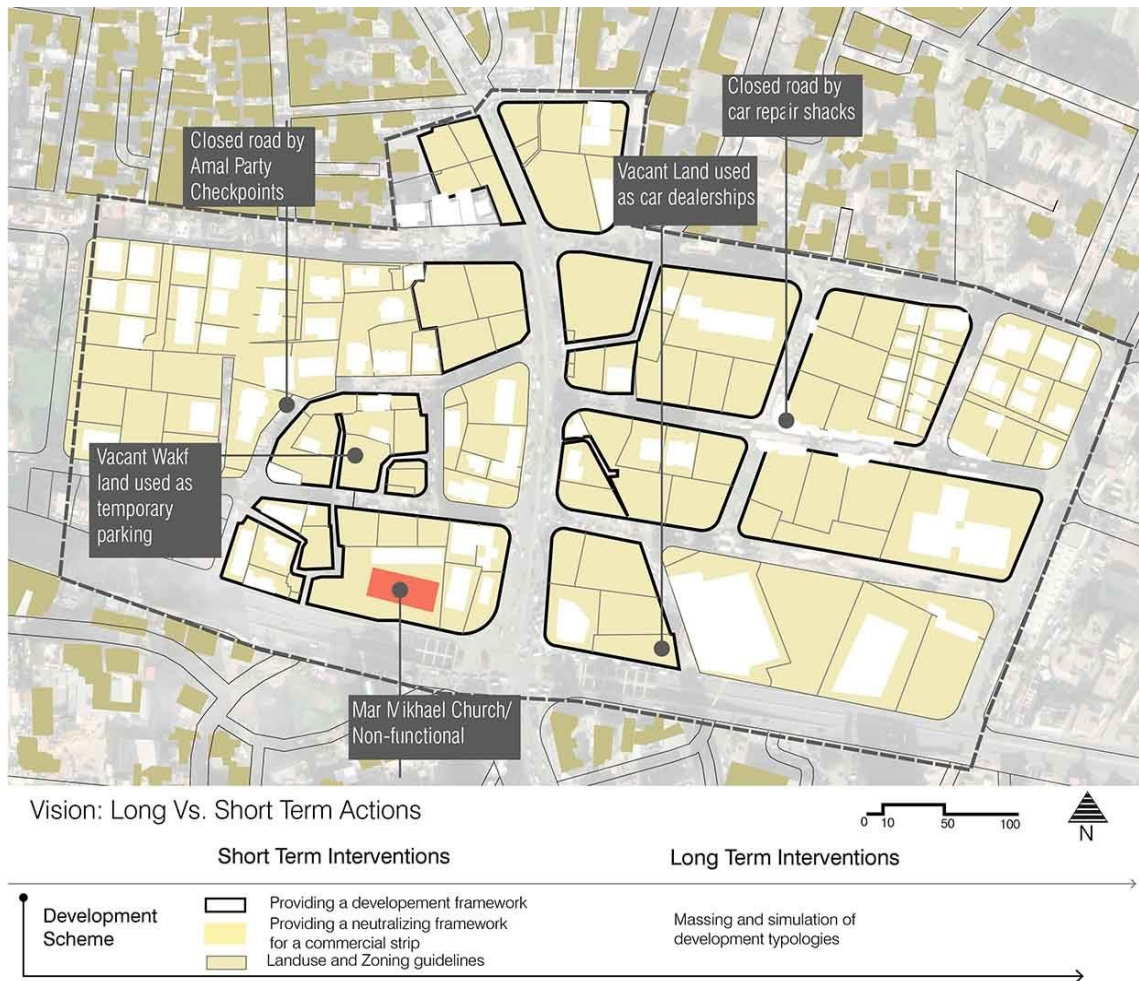 Closed road by
Amal Party
Checkpoints
Closed road by
car repair shacks
Vacant Land used
as car dealerships
Vacant Wakf
land used as
temporary
parking
Mar Mikhael Church/
Non-functional
Vision: Long Vs. Short Term Actions
0 10 50 100
N
Short Term Interventions
Long Term Interventions
Development
Scheme
Providing a developement framework
Providing a neutralizing framework
for a commercial strip
Landuse and Zoning guidelines
Massing and simulation of
development typologies